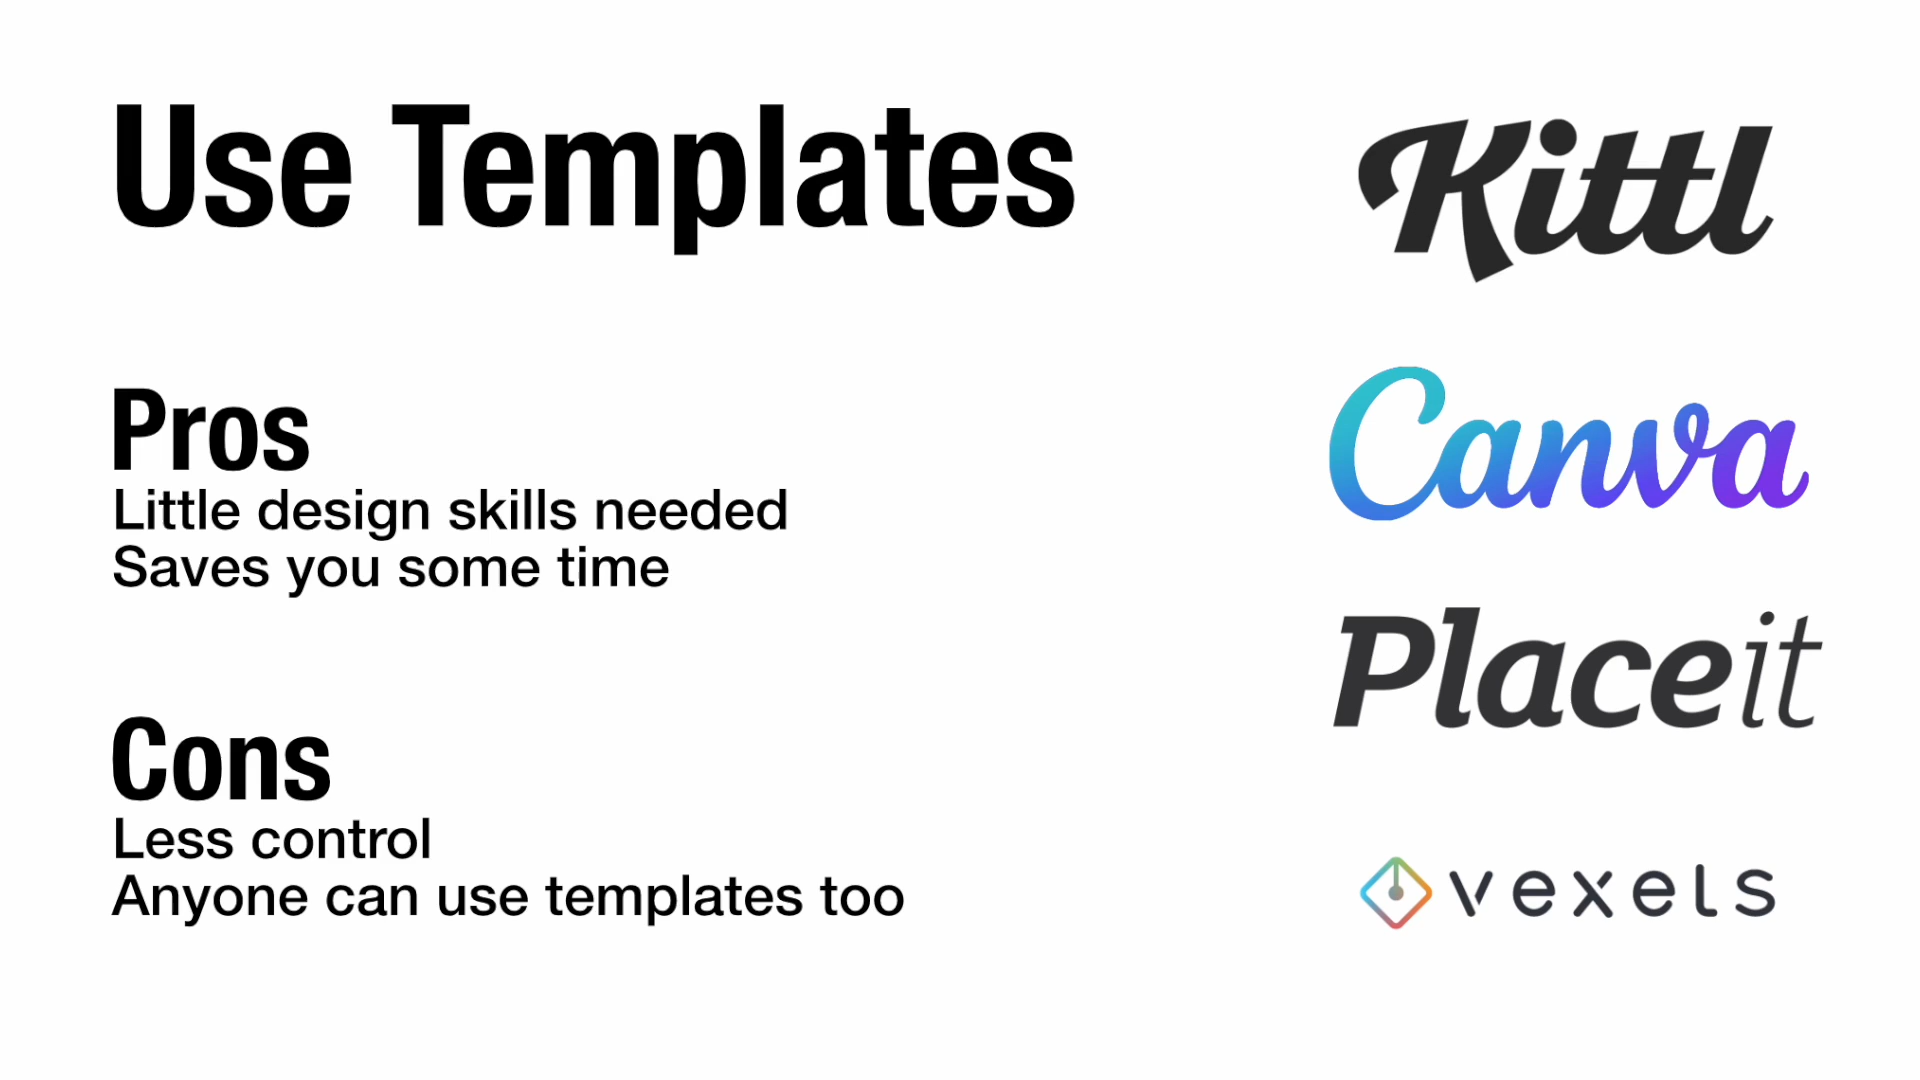 Use Templates
Pros
Little design skills needed
Saves you some time
Cons
Less control
Anyone can use templates too
Kittl
Canva
Placeit
vexels